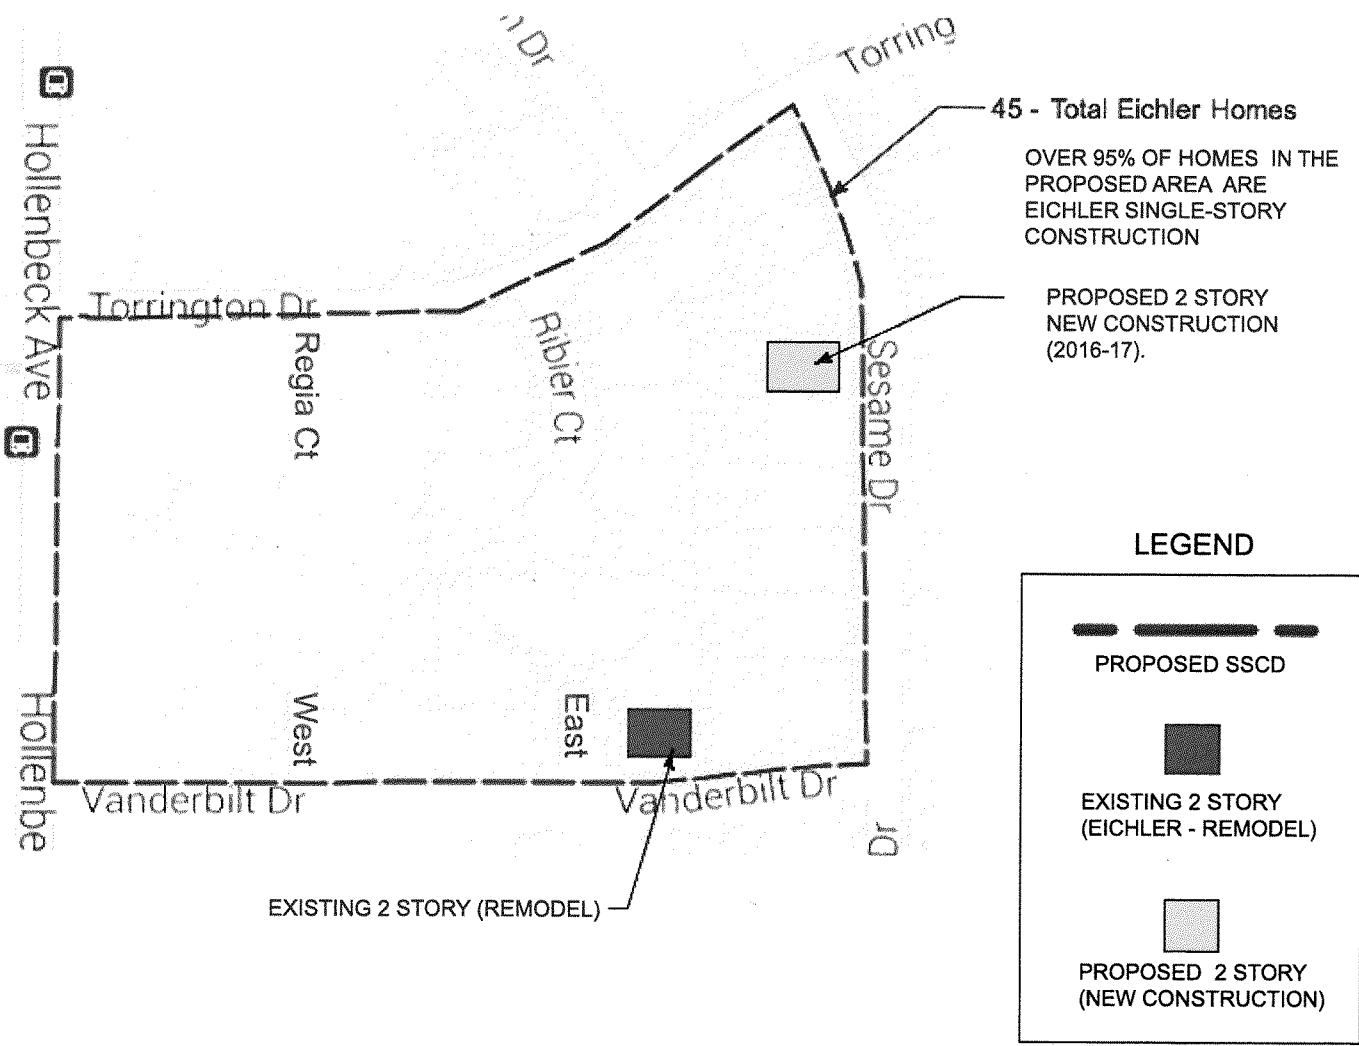 n Dr
Torring
45 - Total Eichler Homes
OVER 95% OF HOMES IN THE
PROPOSED AREA ARE
EICHLER SINGLE-STORY
CONSTRUCTION
PROPOSED 2 STORY
NEW CONSTRUCTION
(2016-17).
Hollenbeck Ave
Torrington Dr
Regia Ct
Ribier Ct
Sesame Dr
West
East
Hollenbe
Vanderbilt Dr
Vanderbilt Dr
Dr
EXISTING 2 STORY (REMODEL)
LEGEND
PROPOSED SSCD
EXISTING 2 STORY
(EICHLER - REMODEL)
PROPOSED 2 STORY
(NEW CONSTRUCTION)